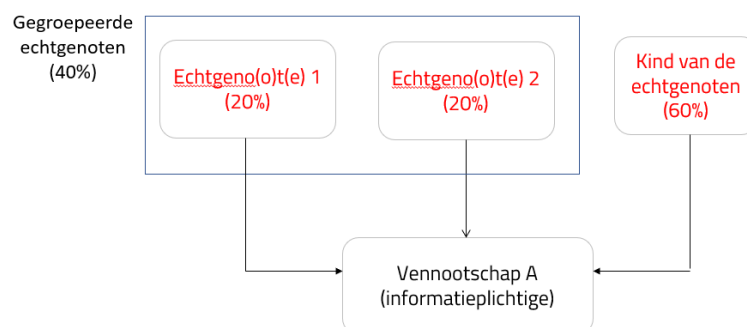 Gegroepeerde
echtgenoten
(40%)
Echtgeno(o)t(e) 1
(20%)
Echtgeno(o)t(e) 2
(20%)
Kind van de
echtgenoten
(60%)
Vennootschap A
(informatieplichtige)